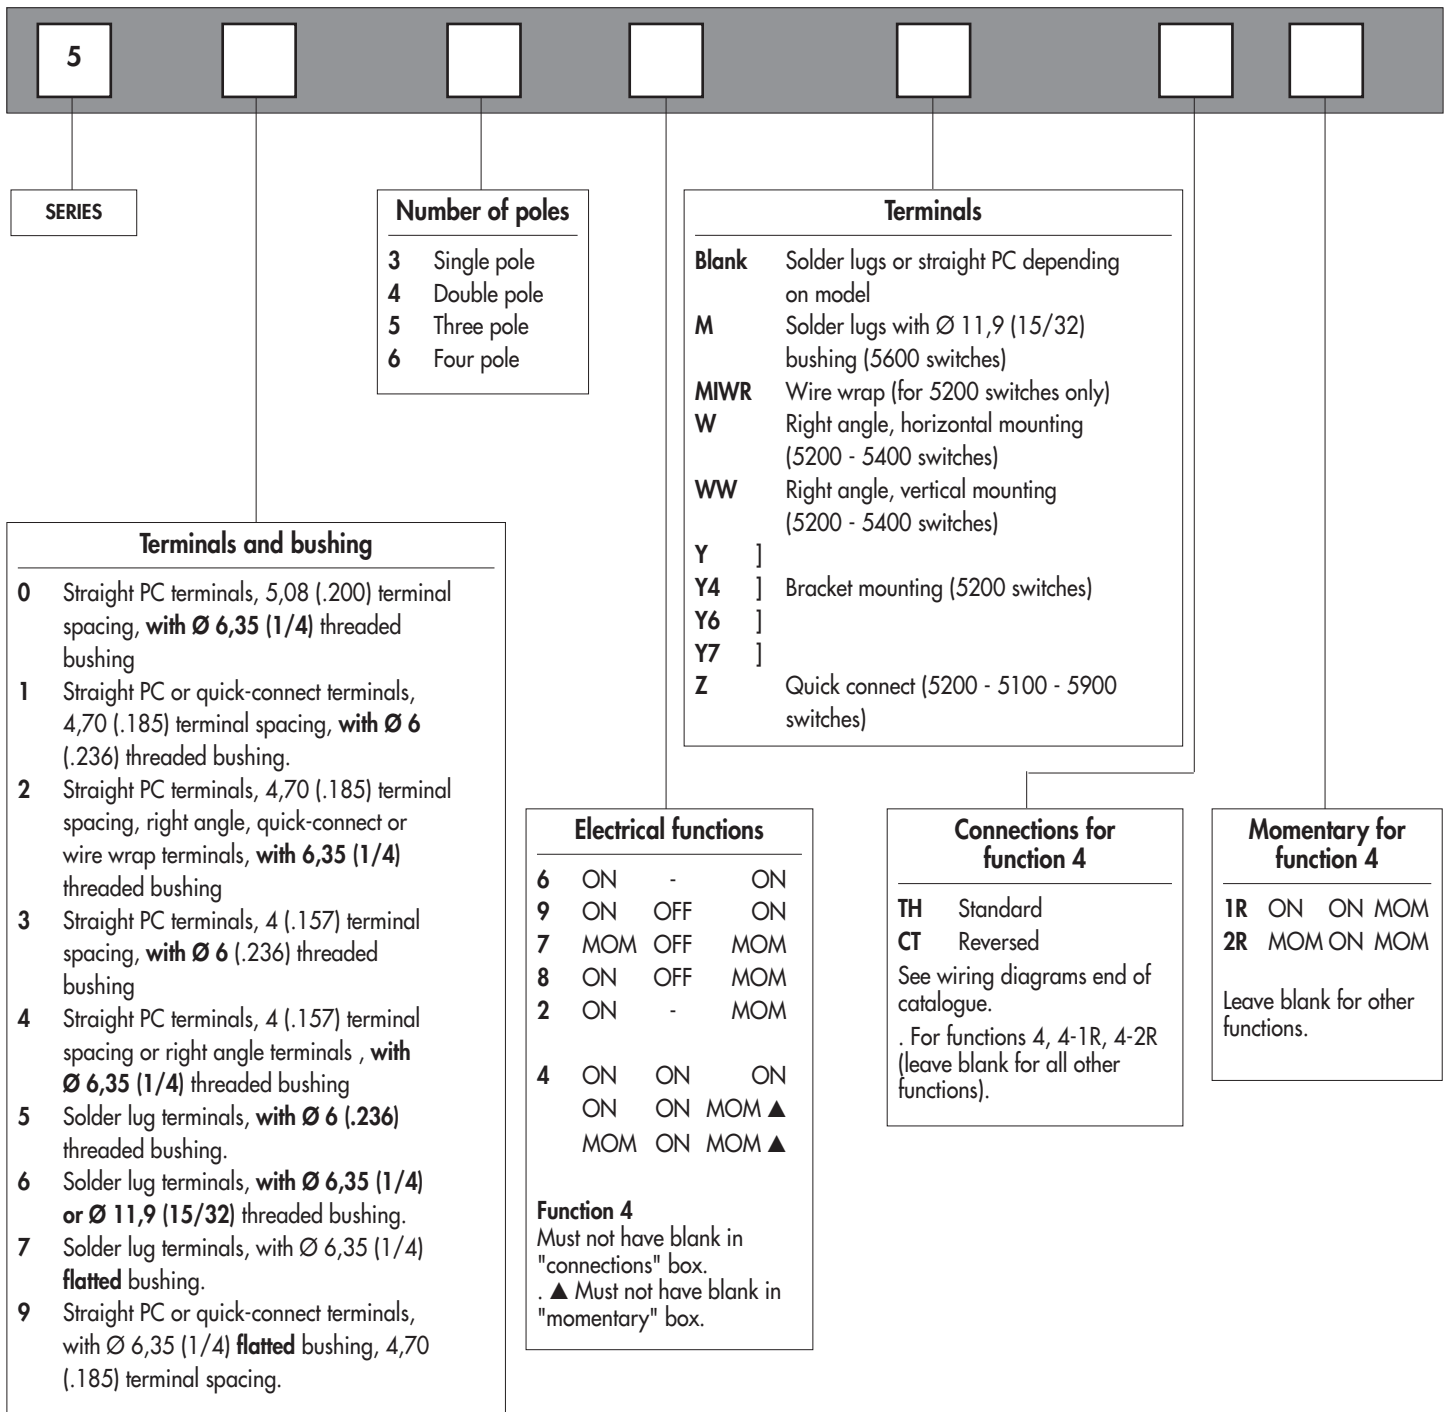 5
SERIES
Number of poles
3 Single pole
4 Double pole
5 Three pole
6 Four pole
Terminals
Blank Solder lugs or straight PC depending
on model
M Solder lugs with Ø 11,9 (15/32)
bushing (5600 switches)
MIWR Wire wrap (for 5200 switches only)
W Right angle, horizontal mounting
(5200 - 5400 switches)
WW Right angle, vertical mounting
(5200 - 5400 switches)
Y ]
Y4 ] Bracket mounting (5200 switches)
Y6 ]
Y7 ]
Z Quick connect (5200 - 5100 - 5900
switches)
Terminals and bushing
0 Straight PC terminals, 5,08 (.200) terminal
spacing, with Ø 6,35 (1/4) threaded
bushing
1 Straight PC or quick-connect terminals,
4,70 (.185) terminal spacing, with Ø 6
(.236) threaded bushing.
2 Straight PC terminals, 4,70 (.185) terminal
spacing, right angle, quick-connect or
wire wrap terminals, with 6,35 (1/4)
threaded bushing
3 Straight PC terminals, 4 (.157) terminal
spacing, with Ø 6 (.236) threaded
bushing
4 Straight PC terminals, 4 (.157) terminal
spacing or right angle terminals , with
Ø 6,35 (1/4) threaded bushing
5 Solder lug terminals, with Ø 6 (.236)
threaded bushing.
6 Solder lug terminals, with Ø 6,35 (1/4)
or Ø 11,9 (15/32) threaded bushing.
7 Solder lug terminals, with Ø 6,35 (1/4)
flatted bushing.
9 Straight PC or quick-connect terminals,
with Ø 6,35 (1/4) flatted bushing, 4,70
(.185) terminal spacing.
Electrical functions
6 ON - ON
9 ON OFF ON
7 MOM OFF MOM
8 ON OFF MOM
2 ON - MOM
4 ON ON ON
ON ON MOM ▲
MOM ON MOM ▲
Function 4
Must not have blank in
"connections" box.
. ▲ Must not have blank in
"momentary" box.
Connections for
function 4
TH Standard
CT Reversed
See wiring diagrams end of
catalogue.
. For functions 4, 4-1R, 4-2R
(leave blank for all other
functions).
Momentary for
function 4
1R ON ON MOM
2R MOM ON MOM
Leave blank for other
functions.